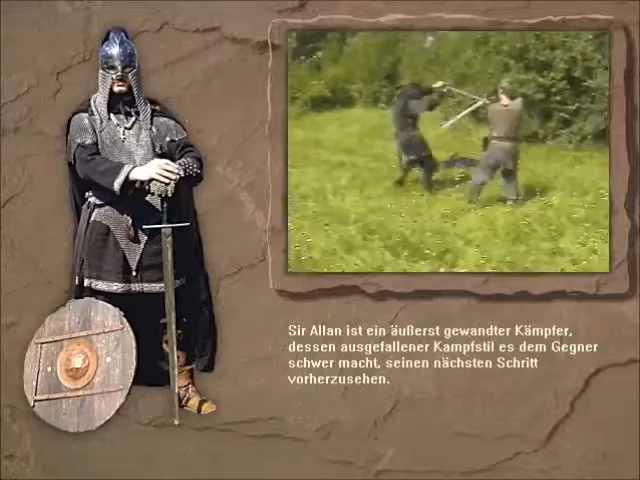 Sir Allan ist ein äußerst gewandter Kämpfer,
dessen ausgefallener Kampfstil es dem Gegner
schwer macht, seinen nächsten Schritt
vorherzusehen.